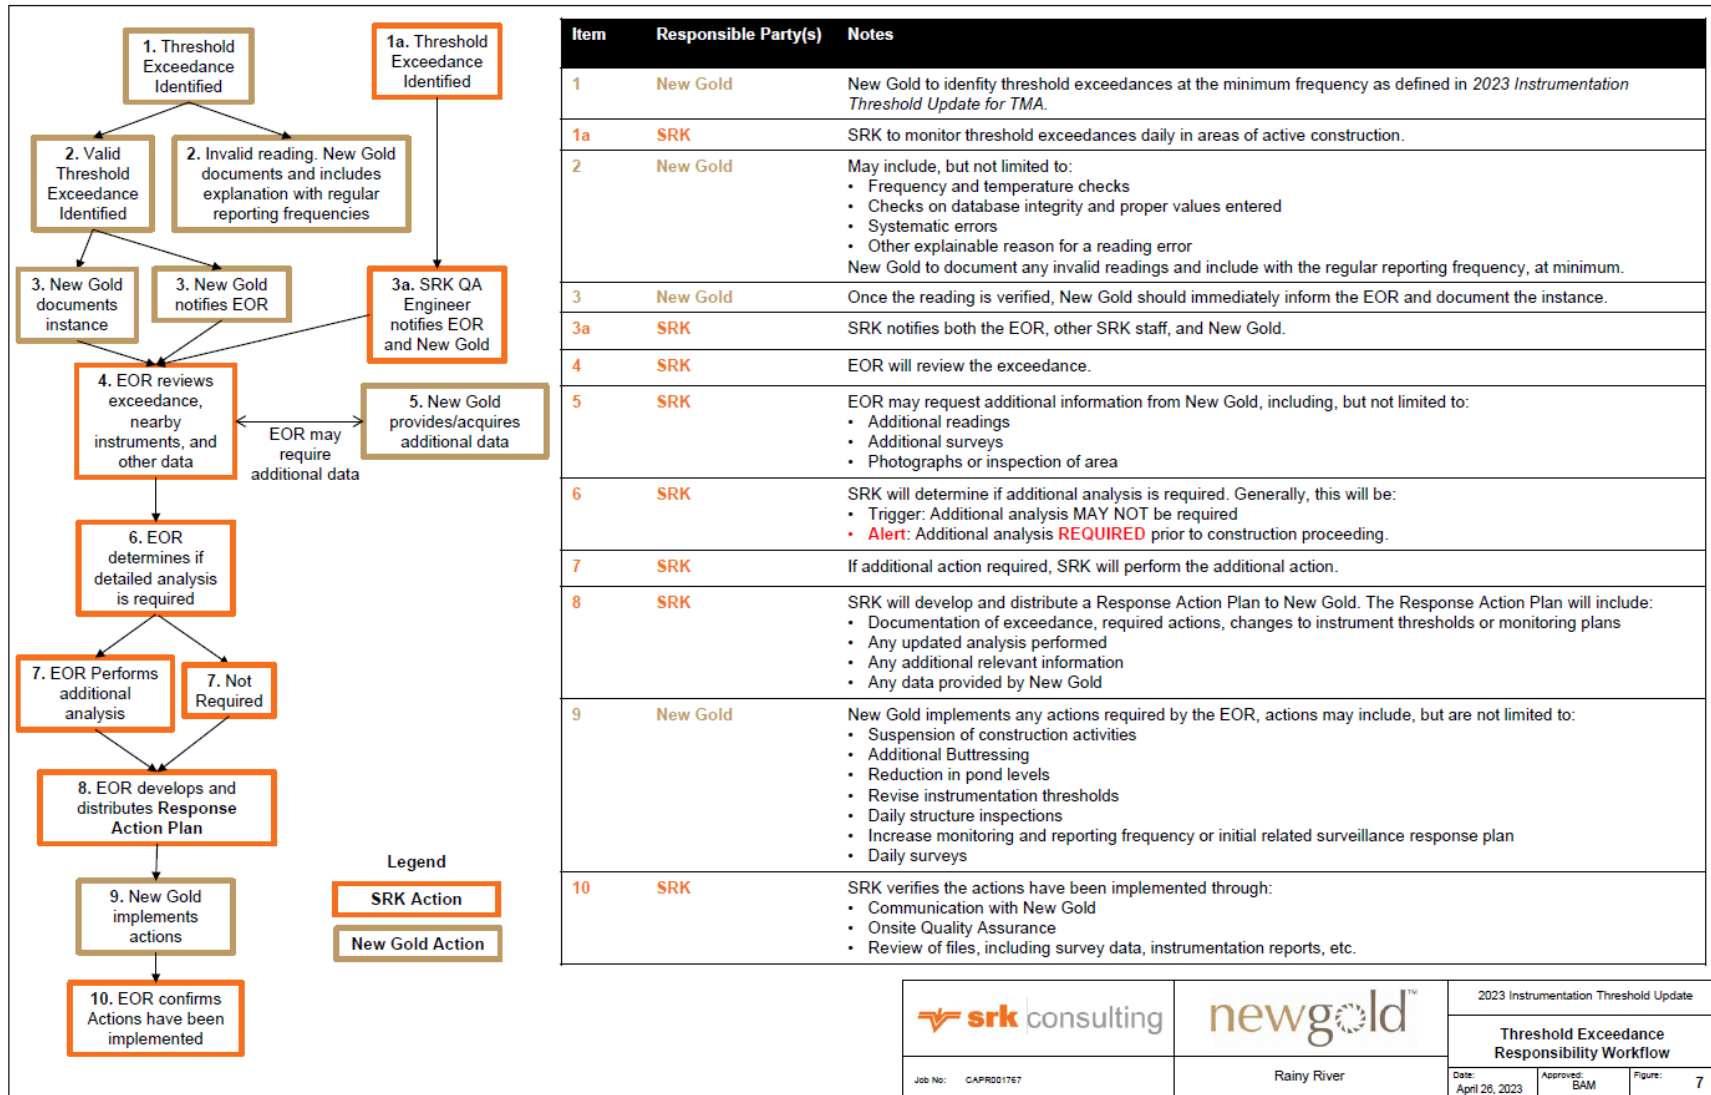 1. Threshold
Exceedance
Identified
1a. Threshold
Exceedance
Identified
2. Valid
Threshold
Exceedance
Identified
2. Invalid reading. New Gold
documents and includes
explanation with regular
reporting frequencies
3. New Gold
documents
instance
3. New Gold
notifies EOR
3a. SRK QA
Engineer
notifies EOR
and New Gold
4. EOR reviews
exceedance,
nearby
instruments, and
other data
EOR may
require
additional data
5. New Gold
provides/acquires
additional data
6. EOR
determines if
detailed analysis
is required
7. EOR Performs
additional
analysis
7. Not
Required
8. EOR develops and
distributes Response
Action Plan
9. New Gold
implements
actions
10. EOR confirms
Actions have been
implemented
Legend
SRK Action
New Gold Action
Item Responsible Party(s) Notes
1 New Gold New Gold to idenfity threshold exceedances at the minimum frequency as defined in 2023 Instrumentation
Threshold Update for TMA.
1a SRK SRK to monitor threshold exceedances daily in areas of active construction.
2 New Gold May include, but not limited to:
• Frequency and temperature checks
• Checks on database integrity and proper values entered
• Systematic errors
• Other explainable reason for a reading error
New Gold to document any invalid readings and include with the regular reporting frequency, at minimum.
3 New Gold Once the reading is verified, New Gold should immediately inform the EOR and document the instance.
3a SRK SRK notifies both the EOR, other SRK staff, and New Gold.
4 SRK EOR will review the exceedance.
5 SRK EOR may request additional information from New Gold, including, but not limited to:
• Additional readings
• Additional surveys
• Photographs or inspection of area
6 SRK SRK will determine if additional analysis is required. Generally, this will be:
• Trigger: Additional analysis MAY NOT be required
• Alert: Additional analysis REQUIRED prior to construction proceeding.
7 SRK If additional action required, SRK will perform the additional action.
8 SRK SRK will develop and distribute a Response Action Plan to New Gold. The Response Action Plan will include:
• Documentation of exceedance, required actions, changes to instrument thresholds or monitoring plans
• Any updated analysis performed
• Any additional relevant information
• Any data provided by New Gold
9 New Gold New Gold implements any actions required by the EOR, actions may include, but are not limited to:
• Suspension of construction activities
• Additional Buttressing
• Reduction in pond levels
• Revise instrumentation thresholds
• Daily structure inspections
• Increase monitoring and reporting frequency or initial related surveillance response plan
• Daily surveys
10 SRK SRK verifies the actions have been implemented through:
• Communication with New Gold
• Onsite Quality Assurance
• Review of files, including survey data, instrumentation reports, etc.
srk consulting
newgold™
2023 Instrumentation Threshold Update
Threshold Exceedance
Responsibility Workflow
Job No: CAPR001767
Rainy River
Date:
April 26, 2023
Approved:
BAM
Figure:
7